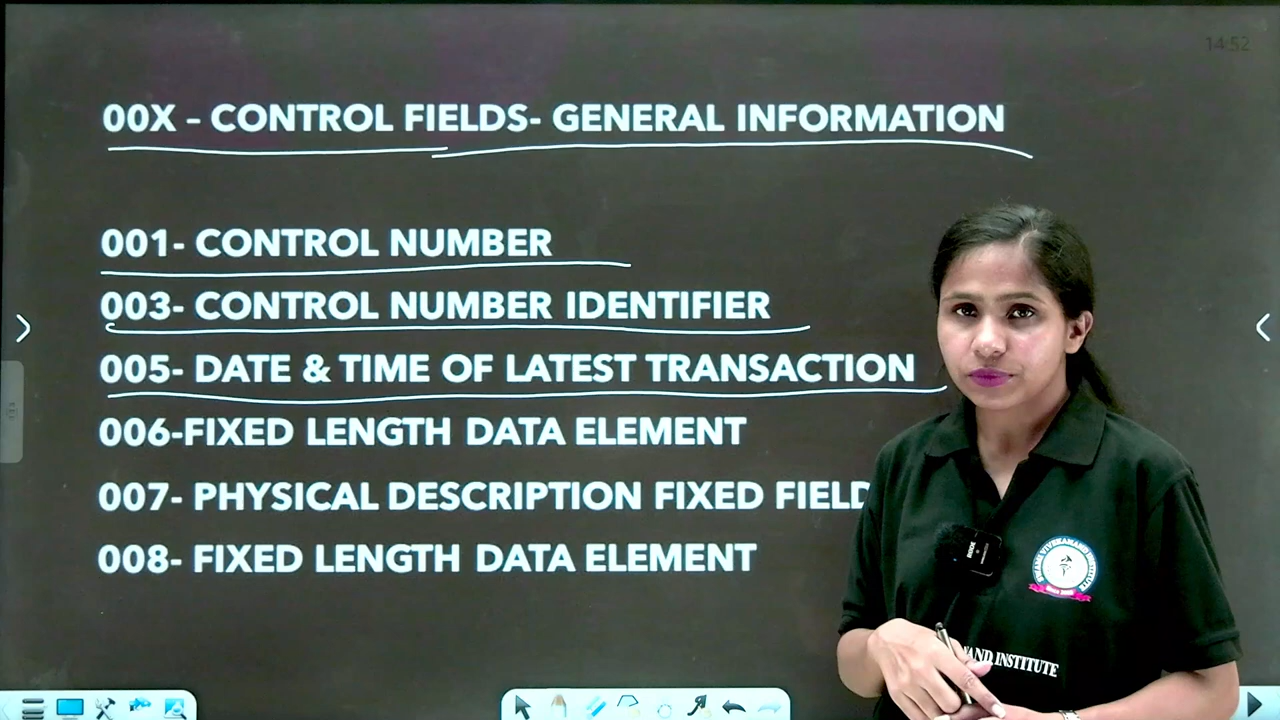 14:52
00X – CONTROL FIELDS- GENERAL INFORMATION
001- CONTROL NUMBER
003- CONTROL NUMBER IDENTIFIER
005- DATE & TIME OF LATEST TRANSACTION
006-FIXED LENGTH DATA ELEMENT
007- PHYSICAL DESCRIPTION FIXED FIELD
008- FIXED LENGTH DATA ELEMENT
INSTITUTE